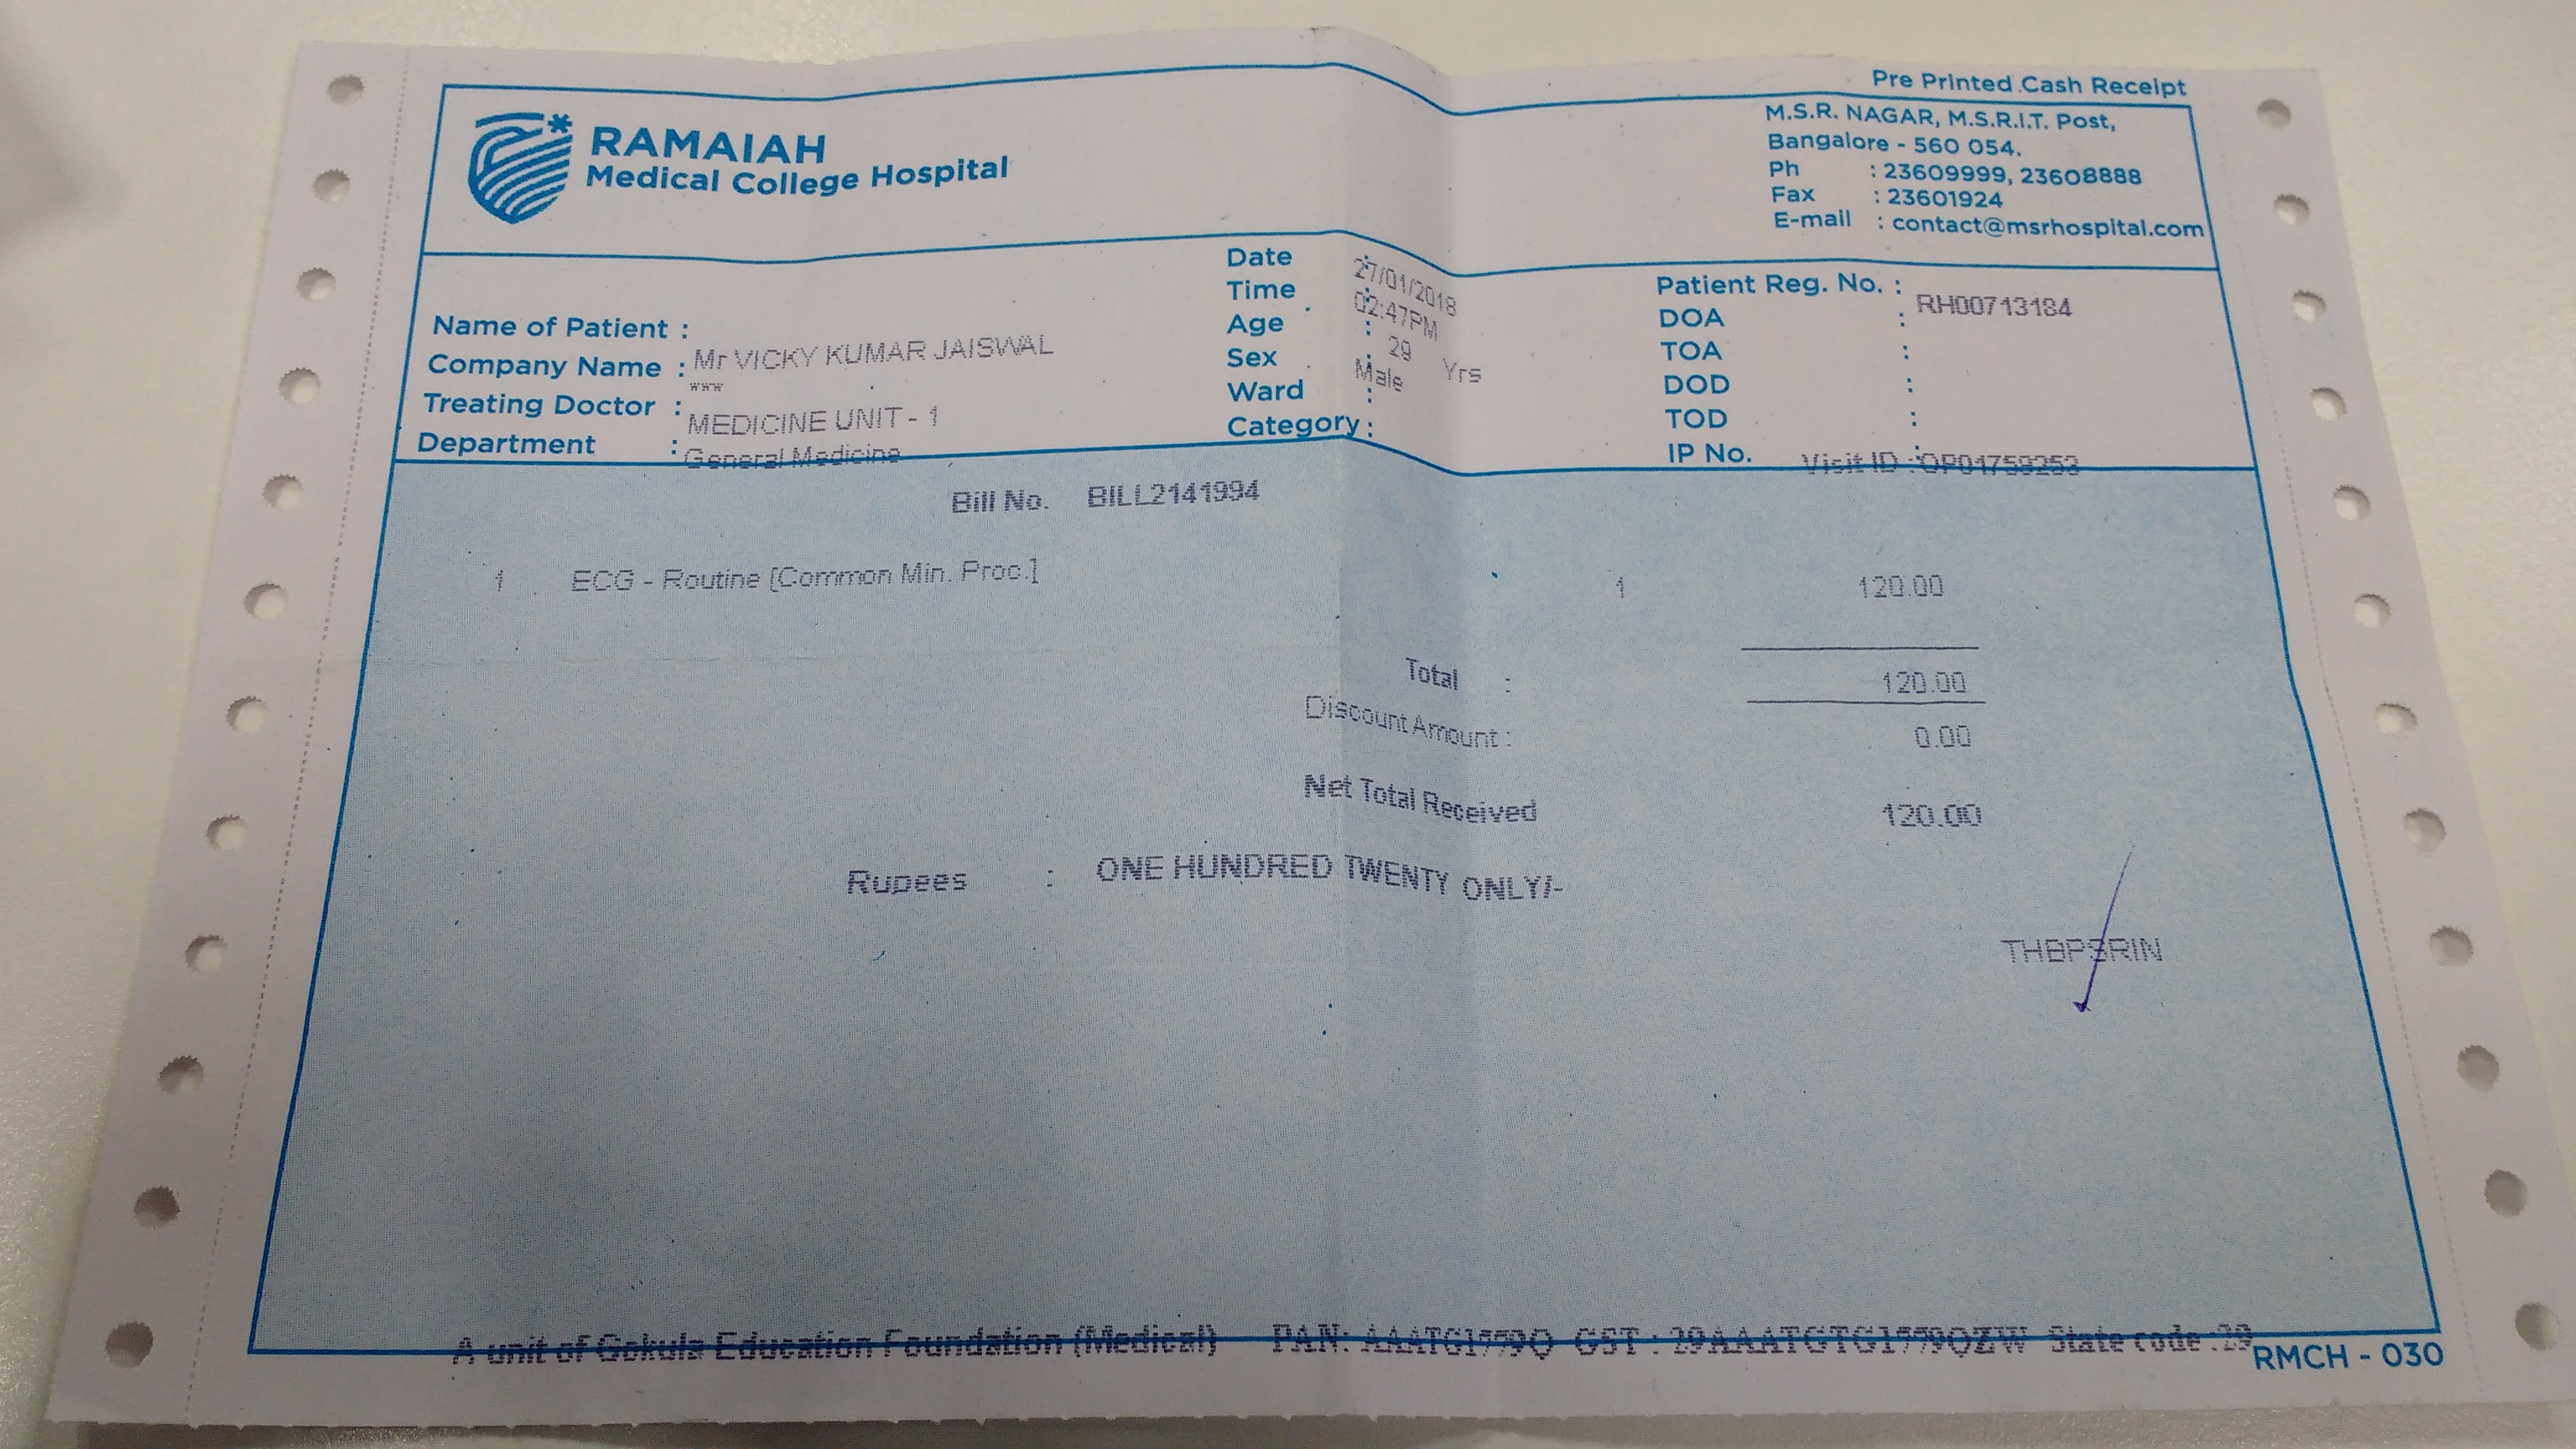 Pre Printed Cash Receipt
RAMAIAH
Medical College Hospital
M.S.R. NAGAR, M.S.R.I.T. Post,
Bangalore - 560 054.
Ph : 23609999, 23608888
Fax : 23601924
E-mail : contact@msrhospital.com
Name of Patient : Mr VICKY KUMAR JAISWAL
Company Name : ***
Treating Doctor : MEDICINE UNIT - 1
Department : General Medicine
Date : 27/01/2018
Time : 02:47PM
Age : 29 Yrs
Sex : Male
Ward :
Category :
Patient Reg. No. : RH00713184
DOA :
TOA :
DOD :
TOD :
IP No. : Visit ID : OP01759253
Bill No. BILL2141994
1 ECG - Routine [Common Min. Proc.] 1 120.00
Total : 120.00
Discount Amount : 0.00
Net Total Received 120.00
Rupees : ONE HUNDRED TWENTY ONLY/-
THBPSRIN
A unit of Gokula Education Foundation (Medical) PAN: AAATG1779Q GST : State code :29
RMCH - 030